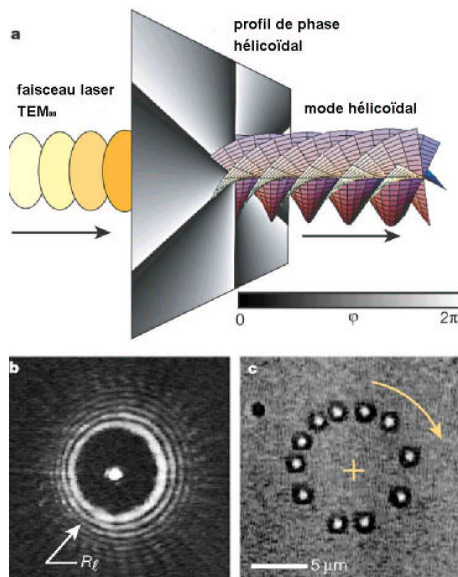 a
profil de phase
hélicoïdal
faisceau laser
TEM₀₀
mode hélicoïdal
0 φ 2π
b
c
Rℓ
5 μm